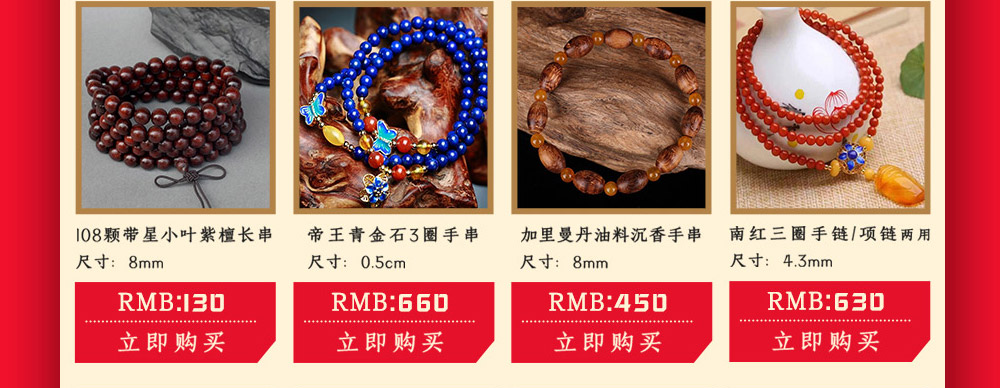 108颗带星小叶紫檀长串
尺寸：8mm
RMB:130
立即购买
帝王青金石3圈手串
尺寸：0.5cm
RMB:660
立即购买
加里曼丹油料沉香手串
尺寸：8mm
RMB:450
立即购买
南红三圈手链/项链两用
尺寸：4.3mm
RMB:630
立即购买